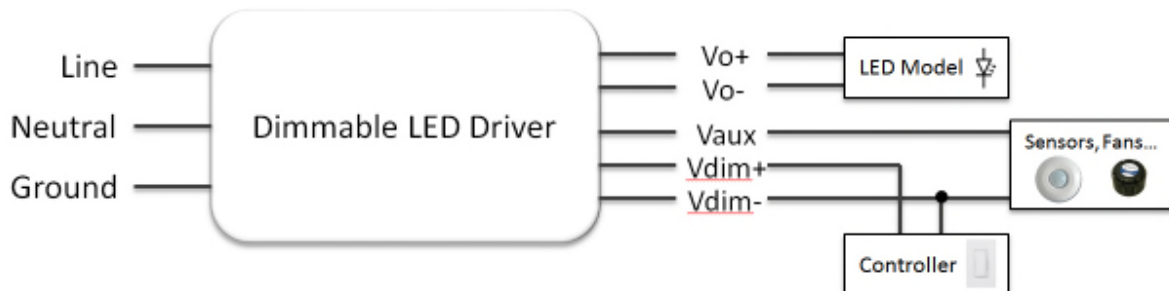 Line
Neutral
Ground
Dimmable LED Driver
Vo+
Vo-
Vaux
Vdim+
Vdim-
LED Model
Sensors, Fans...
Controller